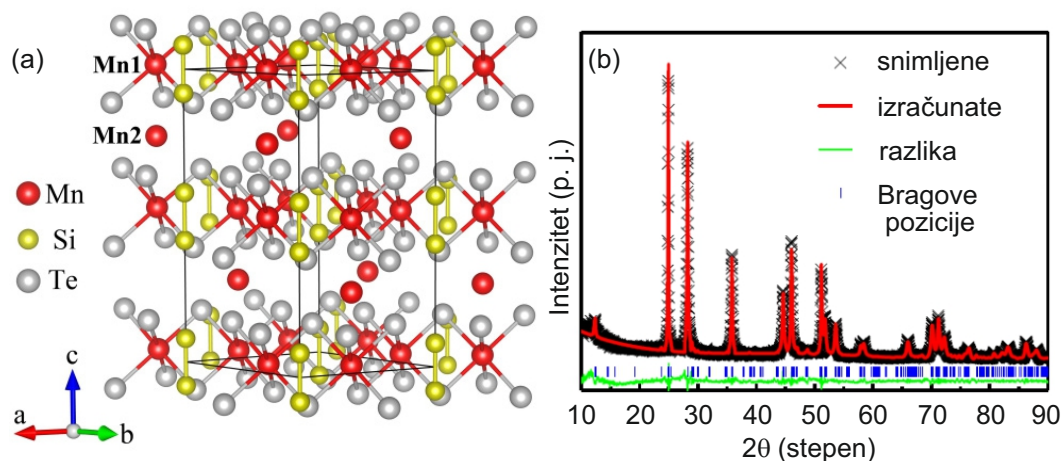 (a)
Mn1
Mn2
Mn
Si
Te
c
a
b
(b)
snimljene
izračunate
razlika
Bragove
pozicije
Intenzitet (p. j.)
10 20 30 40 50 60 70 80 90
2θ (stepen)